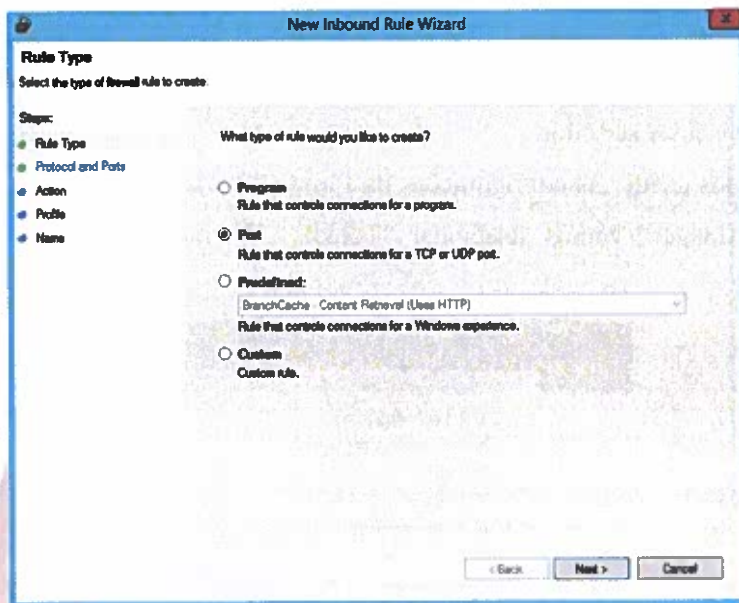 New Inbound Rule Wizard
X
Rule Type
Select the type of firewall rule to create.
Steps:
Rule Type
Protocol and Ports
Action
Profile
Name
What type of rule would you like to create?
Program
Rule that controls connections for a program.
Port
Rule that controls connections for a TCP or UDP port.
Predefined:
BranchCache - Content Retrieval (Uses HTTP)
Rule that controls connections for a Windows experience.
Custom
Custom rule.
< Back
Next >
Cancel